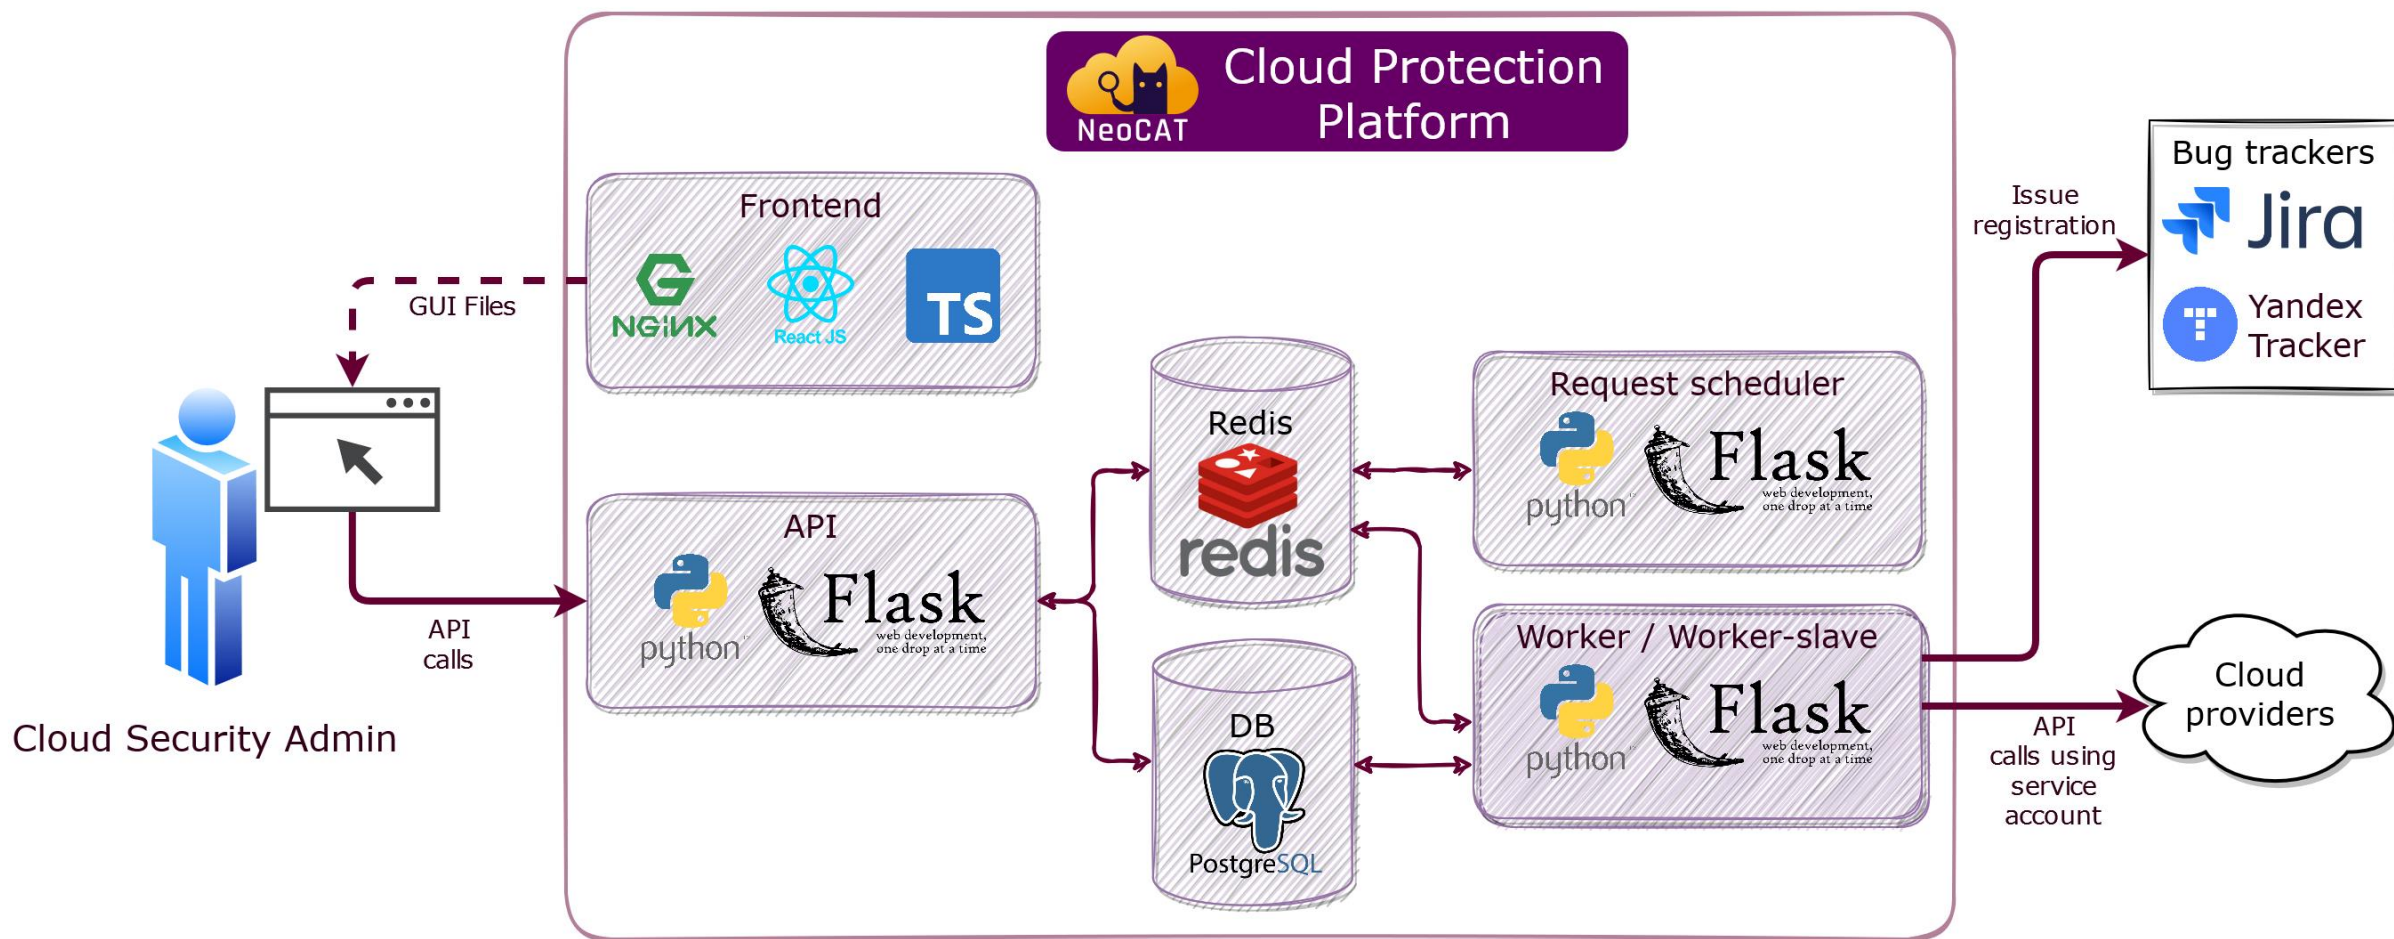 Cloud Protection
Platform
NeoCAT
Frontend
NGiNX
React JS
TS
GUI Files
Cloud Security Admin
API
calls
API
python
Flask
web development,
one drop at a time
Redis
redis
DB
PostgreSQL
Request scheduler
python
Flask
web development,
one drop at a time
Worker / Worker-slave
python
Flask
web development,
one drop at a time
Issue
registration
Bug trackers
Jira
Yandex
Tracker
Cloud
providers
API
calls using
service
account